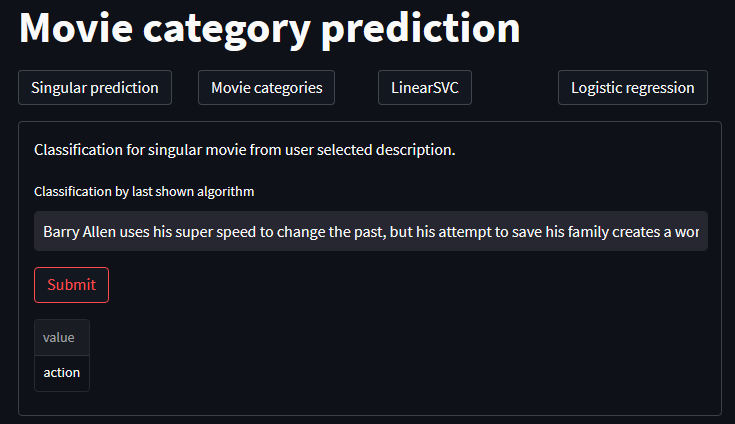 Movie category prediction
Singular prediction Movie categories LinearSVC Logistic regression
Classification for singular movie from user selected description.
Classification by last shown algorithm
Barry Allen uses his super speed to change the past, but his attempt to save his family creates a wor
Submit
value
action